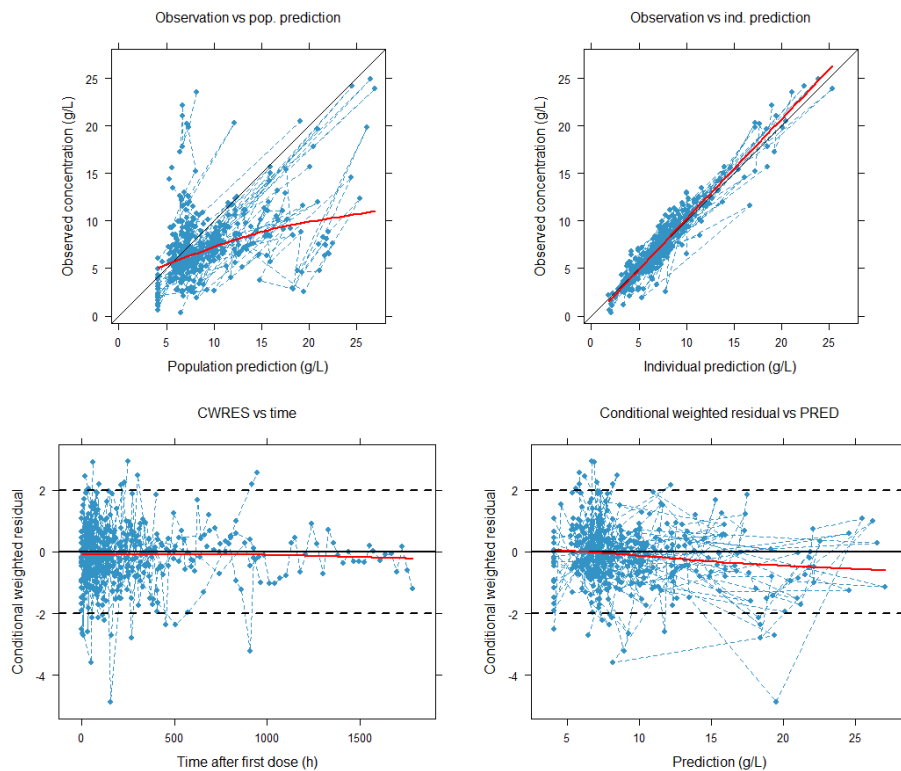 Observation vs pop. prediction
Observation vs ind. prediction
Observed concentration (g/L)
25
20
15
10
5
0
0 5 10 15 20 25
Population prediction (g/L)
Observed concentration (g/L)
25
20
15
10
5
0
0 5 10 15 20 25
Individual prediction (g/L)
CWRES vs time
Conditional weighted residual vs PRED
Conditional weighted residual
2
0
-2
-4
0 500 1000 1500
Time after first dose (h)
Conditional weighted residual
2
0
-2
-4
5 10 15 20 25
Prediction (g/L)